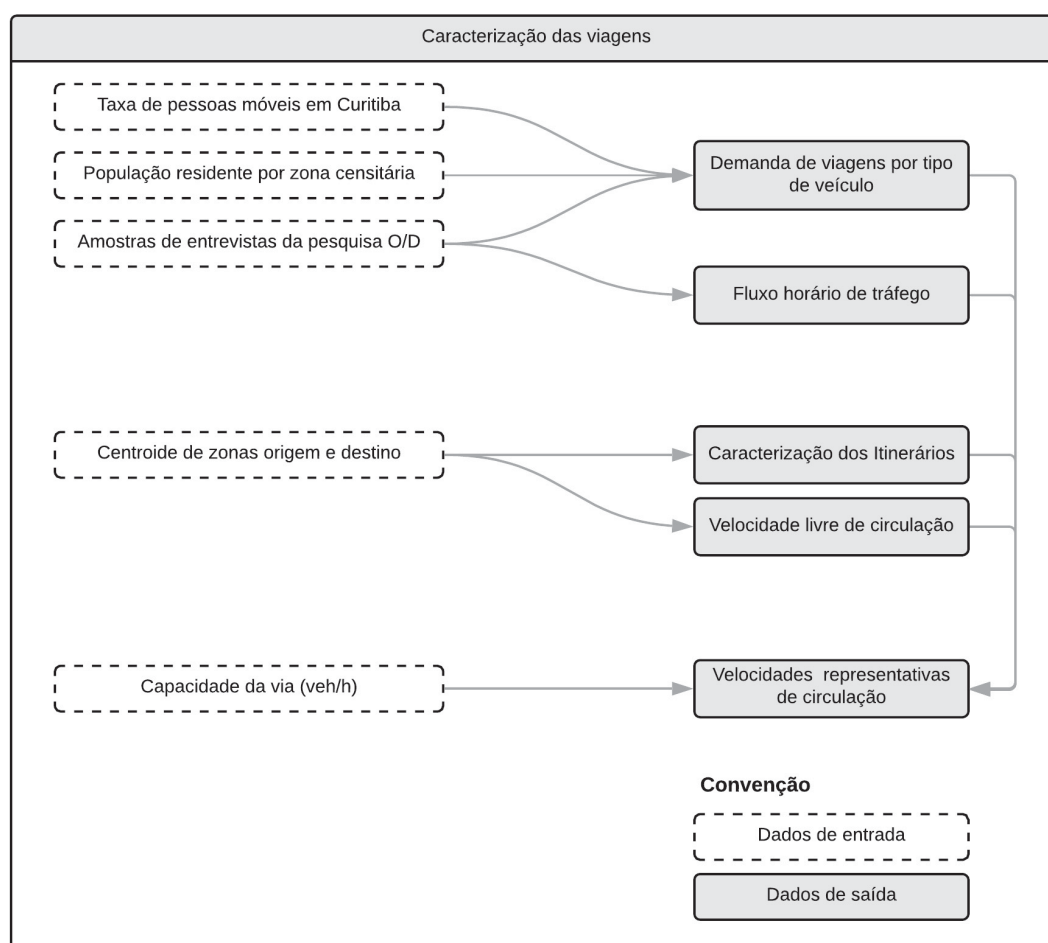 Caracterização das viagens
Taxa de pessoas móveis em Curitiba
População residente por zona censitária
Amostras de entrevistas da pesquisa O/D
Demanda de viagens por tipo
de veículo
Fluxo horário de tráfego
Centroide de zonas origem e destino
Caracterização dos Itinerários
Velocidade livre de circulação
Capacidade da via (veh/h)
Velocidades representativas
de circulação
Convenção
Dados de entrada
Dados de saída